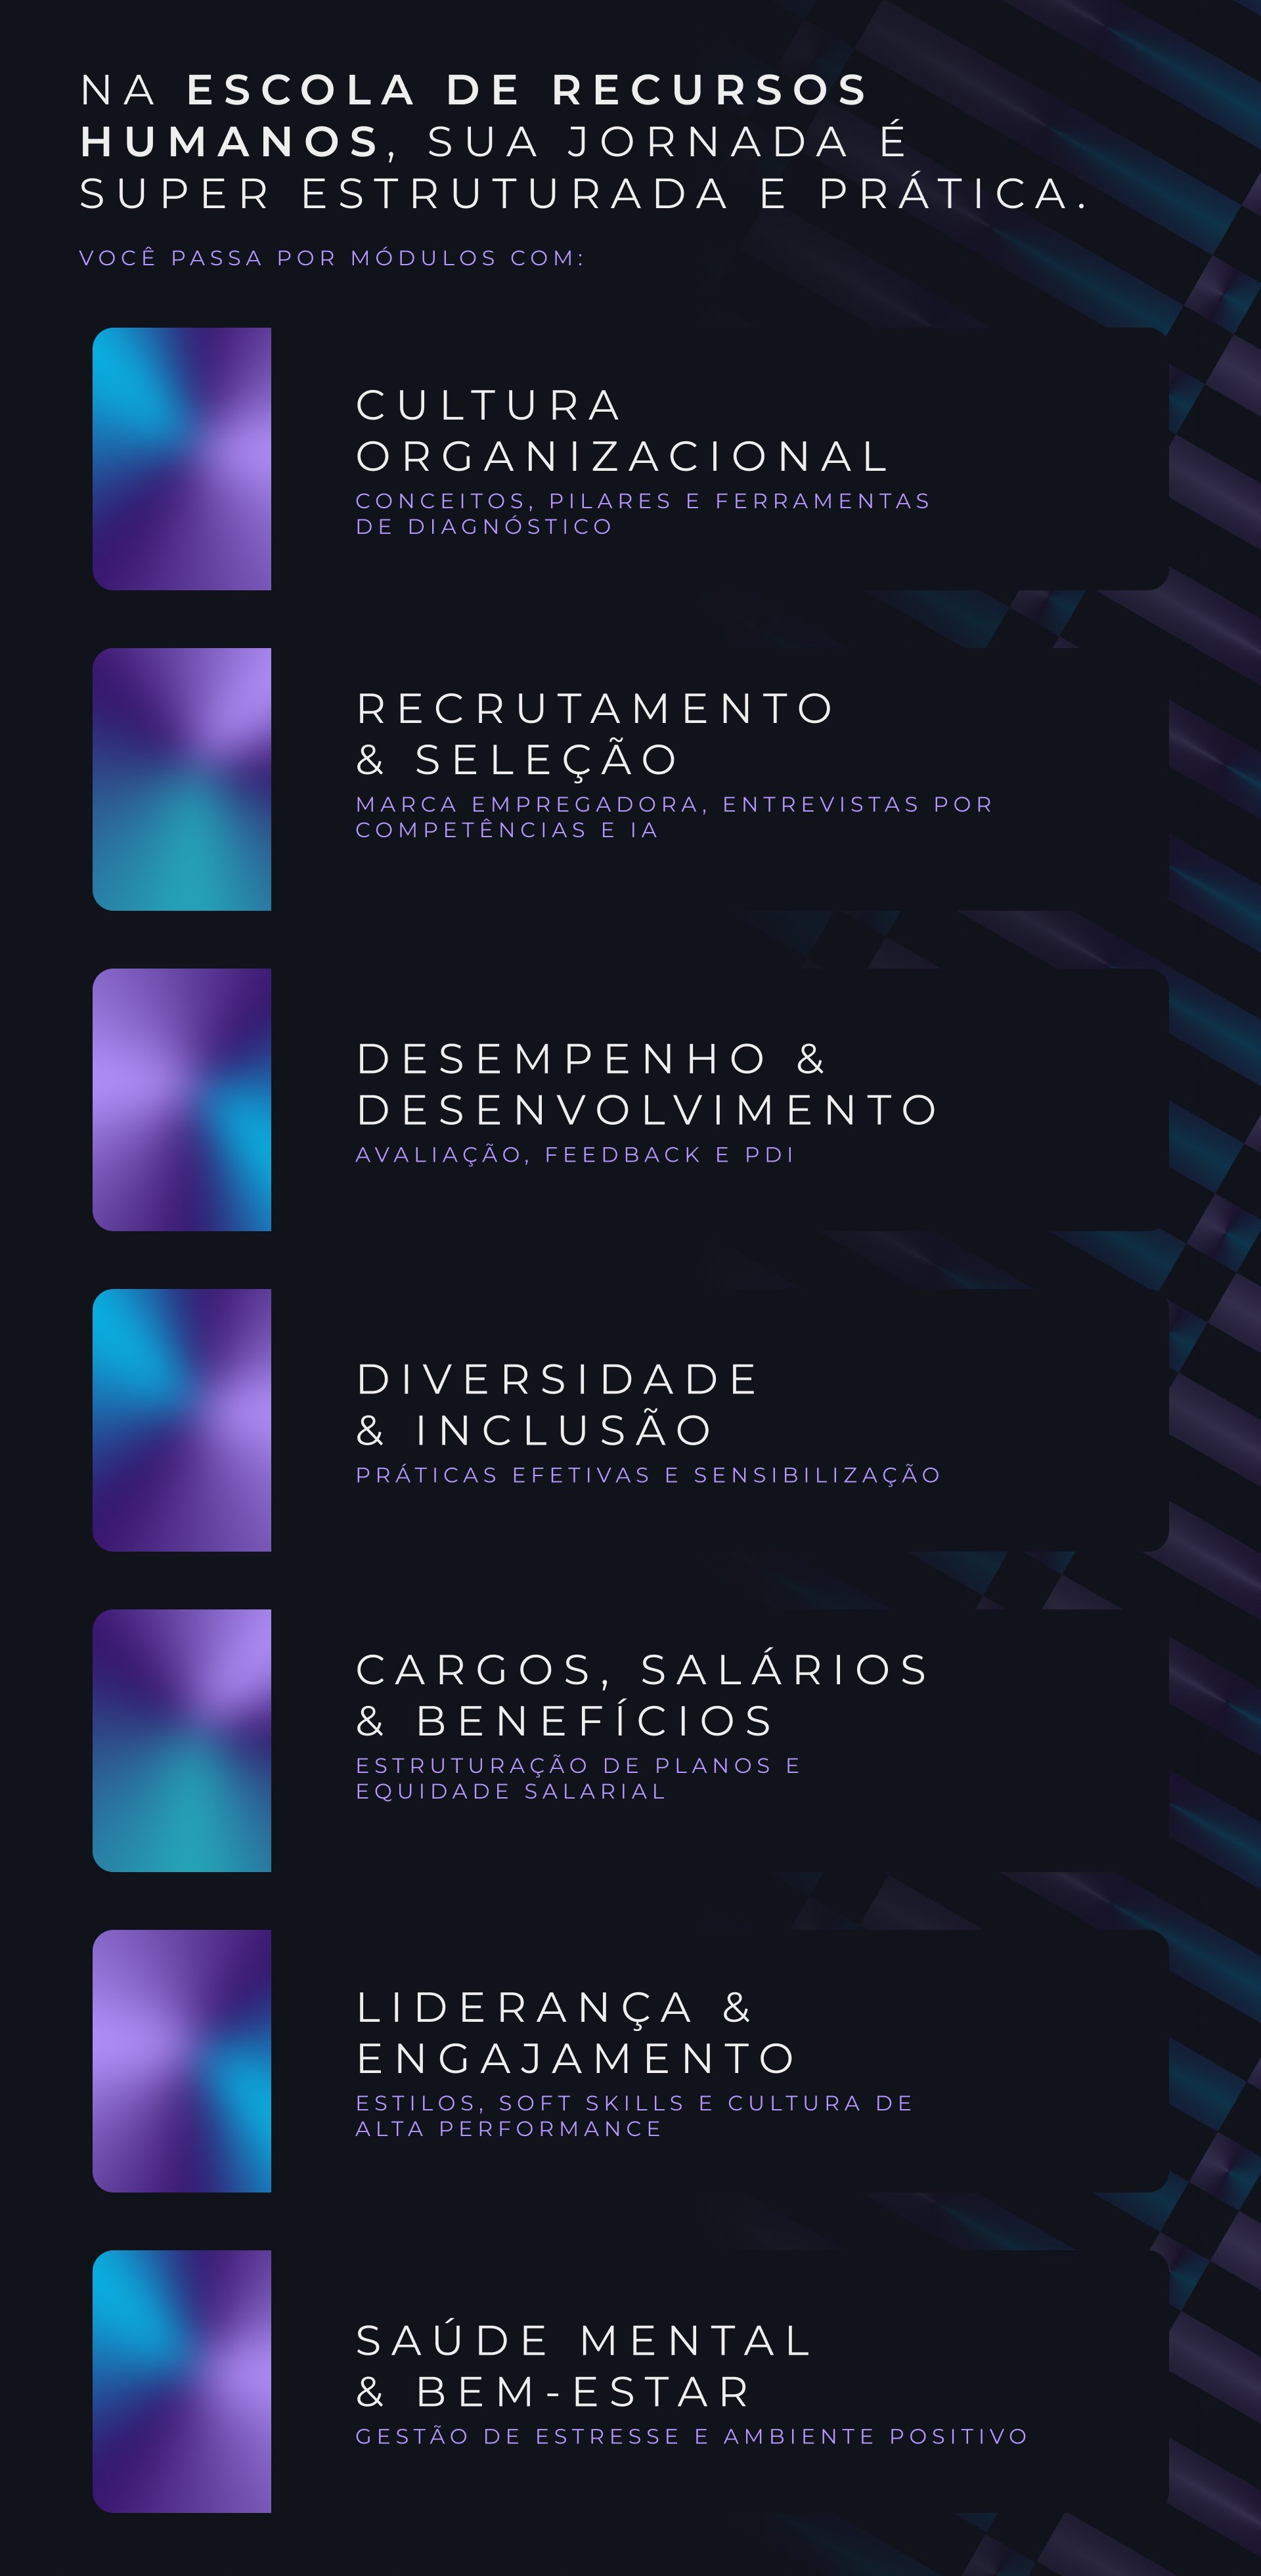 NA ESCOLA DE RECURSOS
HUMANOS, SUA JORNADA É
SUPER ESTRUTURADA E PRÁTICA.
VOCÊ PASSA POR MÓDULOS COM:
CULTURA
ORGANIZACIONAL
CONCEITOS, PILARES E FERRAMENTAS
DE DIAGNÓSTICO
RECRUTAMENTO
& SELEÇÃO
MARCA EMPREGADORA, ENTREVISTAS POR
COMPETÊNCIAS E IA
DESEMPENHO &
DESENVOLVIMENTO
AVALIAÇÃO, FEEDBACK E PDI
DIVERSIDADE
& INCLUSÃO
PRÁTICAS EFETIVAS E SENSIBILIZAÇÃO
CARGOS, SALÁRIOS
& BENEFÍCIOS
ESTRUTURAÇÃO DE PLANOS E
EQUIDADE SALARIAL
LIDERANÇA &
ENGAJAMENTO
ESTILOS, SOFT SKILLS E CULTURA DE
ALTA PERFORMANCE
SAÚDE MENTAL
& BEM-ESTAR
GESTÃO DE ESTRESSE E AMBIENTE POSITIVO